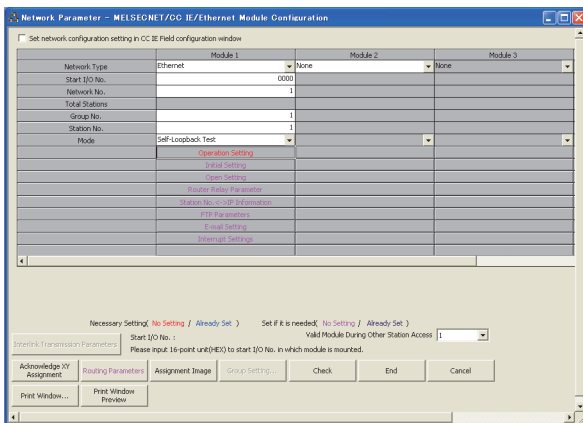 Network Parameter - MELSECNET/CC IE/Ethernet Module Configuration
Set network configuration setting in CC IE Field configuration window
Module 1 Module 2 Module 3
Network Type Ethernet None None
Start I/O No. 0000
Network No. 1
Total Stations
Group No. 1
Station No. 1
Mode Self-Loopback Test
Operation Setting
Initial Setting
Open Setting
Router Relay Parameter
Station No.<->IP Information
FTP Parameters
E-mail Setting
Interrupt Settings
Necessary Setting( No Setting / Already Set ) Set if it is needed( No Setting / Already Set )
Interlink Transmission Parameters Start I/O No. : Valid Module During Other Station Access 1
Please input 16-point unit(HEX) to start I/O No. in which module is mounted.
Acknowledge XY Assignment Routing Parameters Assignment Image Group Setting... Check End Cancel
Print Window... Print Window Preview